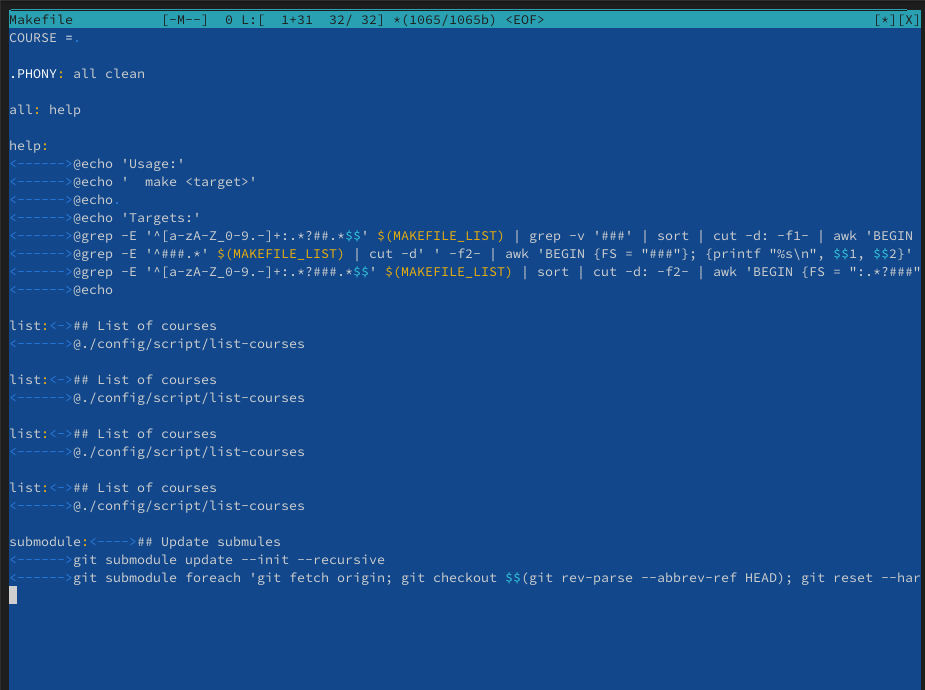 Makefile [-M--] 0 L:[ 1+31 32/ 32] *(1065/1065b) <EOF> [*][X]
COURSE =.
.PHONY: all clean
all: help
help:
<------>@echo 'Usage:'
<------>@echo '  make <target>'
<------>@echo.
<------>@echo 'Targets:'
<------>@grep -E '^[a-zA-Z_0-9.-]+:.*?##.*$$' $(MAKEFILE_LIST) | grep -v '###' | sort | cut -d: -f1- | awk 'BEGIN
<------>@grep -E '^###.*' $(MAKEFILE_LIST) | cut -d' ' -f2- | awk 'BEGIN {FS = "###"}; {printf "%s\n", $$1, $$2}'
<------>@grep -E '^[a-zA-Z_0-9.-]+:.*?###.*$$' $(MAKEFILE_LIST) | sort | cut -d: -f2- | awk 'BEGIN {FS = ":.*?###"
<------>@echo
list:<->## List of courses
<------>@./config/script/list-courses
list:<->## List of courses
<------>@./config/script/list-courses
list:<->## List of courses
<------>@./config/script/list-courses
list:<->## List of courses
<------>@./config/script/list-courses
submodule:<---->## Update submules
<------>git submodule update --init --recursive
<------>git submodule foreach 'git fetch origin; git checkout $$(git rev-parse --abbrev-ref HEAD); git reset --har